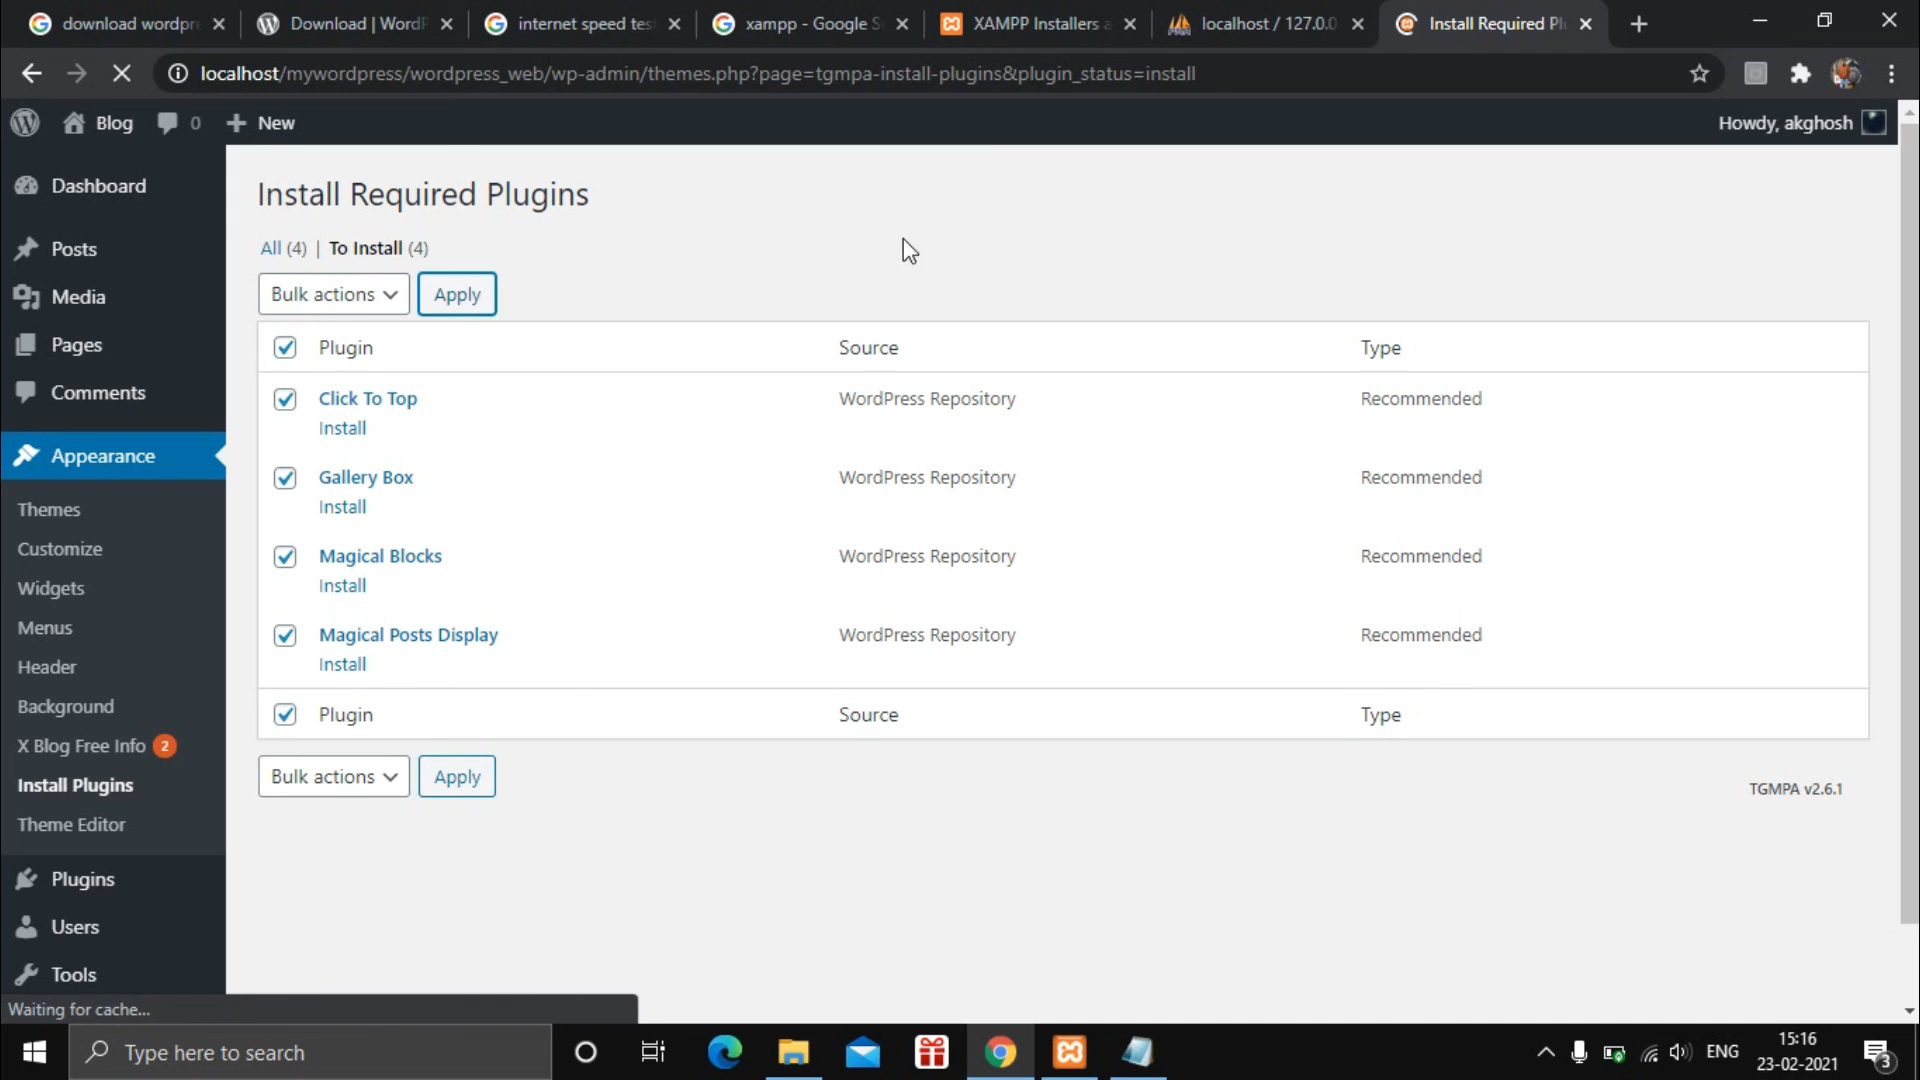 download wordpre
Download | WordP
internet speed test
xampp - Google S
XAMPP Installers a
localhost / 127.0.0.
Install Required Pl
localhost/mywordpress/wordpress_web/wp-admin/themes.php?page=tgmpa-install-plugins&plugin_status=install
Blog
0
New
Howdy, akghosh
Dashboard
Posts
Media
Pages
Comments
Appearance
Themes
Customize
Widgets
Menus
Header
Background
X Blog Free Info 2
Install Plugins
Theme Editor
Plugins
Users
Tools
Install Required Plugins
All (4) | To Install (4)
Bulk actions Apply
Plugin Source Type
Click To Top WordPress Repository Recommended
Install
Gallery Box WordPress Repository Recommended
Install
Magical Blocks WordPress Repository Recommended
Install
Magical Posts Display WordPress Repository Recommended
Install
Plugin Source Type
Bulk actions Apply
TGMPA v2.6.1
Waiting for cache...
Type here to search
ENG
15:16
23-02-2021
3